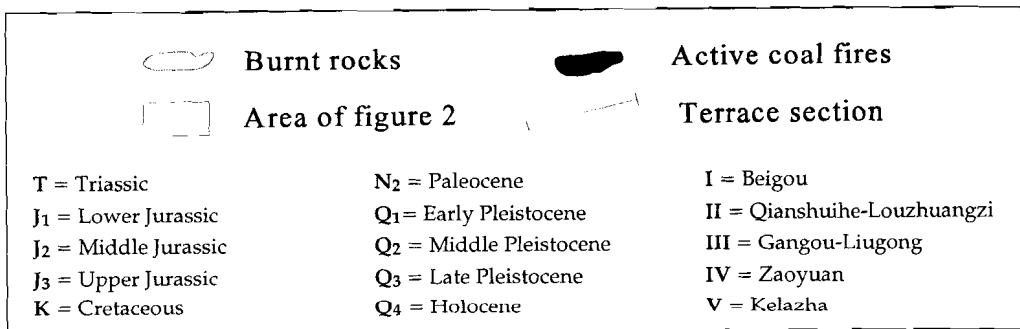 Burnt rocks Active coal fires
Area of figure 2 Terrace section
T = Triassic
J1 = Lower Jurassic
J2 = Middle Jurassic
J3 = Upper Jurassic
K = Cretaceous
N2 = Paleocene
Q1= Early Pleistocene
Q2 = Middle Pleistocene
Q3 = Late Pleistocene
Q4 = Holocene
I = Beigou
II = Qianshuihe-Louzhuangzi
III = Gangou-Liugong
IV = Zaoyuan
V = Kelazha